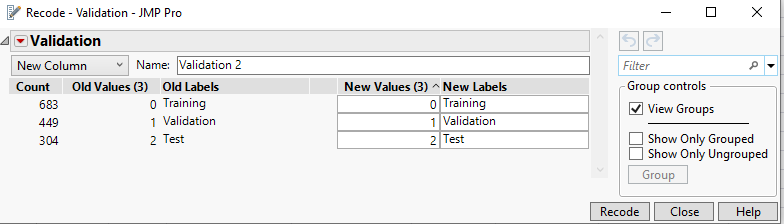 Recode - Validation - JMP Pro
Validation
New Column Name: Validation 2
Count Old Values (3) Old Labels New Values (3) New Labels
683 0 Training 0 Training
449 1 Validation 1 Validation
304 2 Test 2 Test
Filter
Group controls
View Groups
Show Only Grouped
Show Only Ungrouped
Group
Recode Close Help